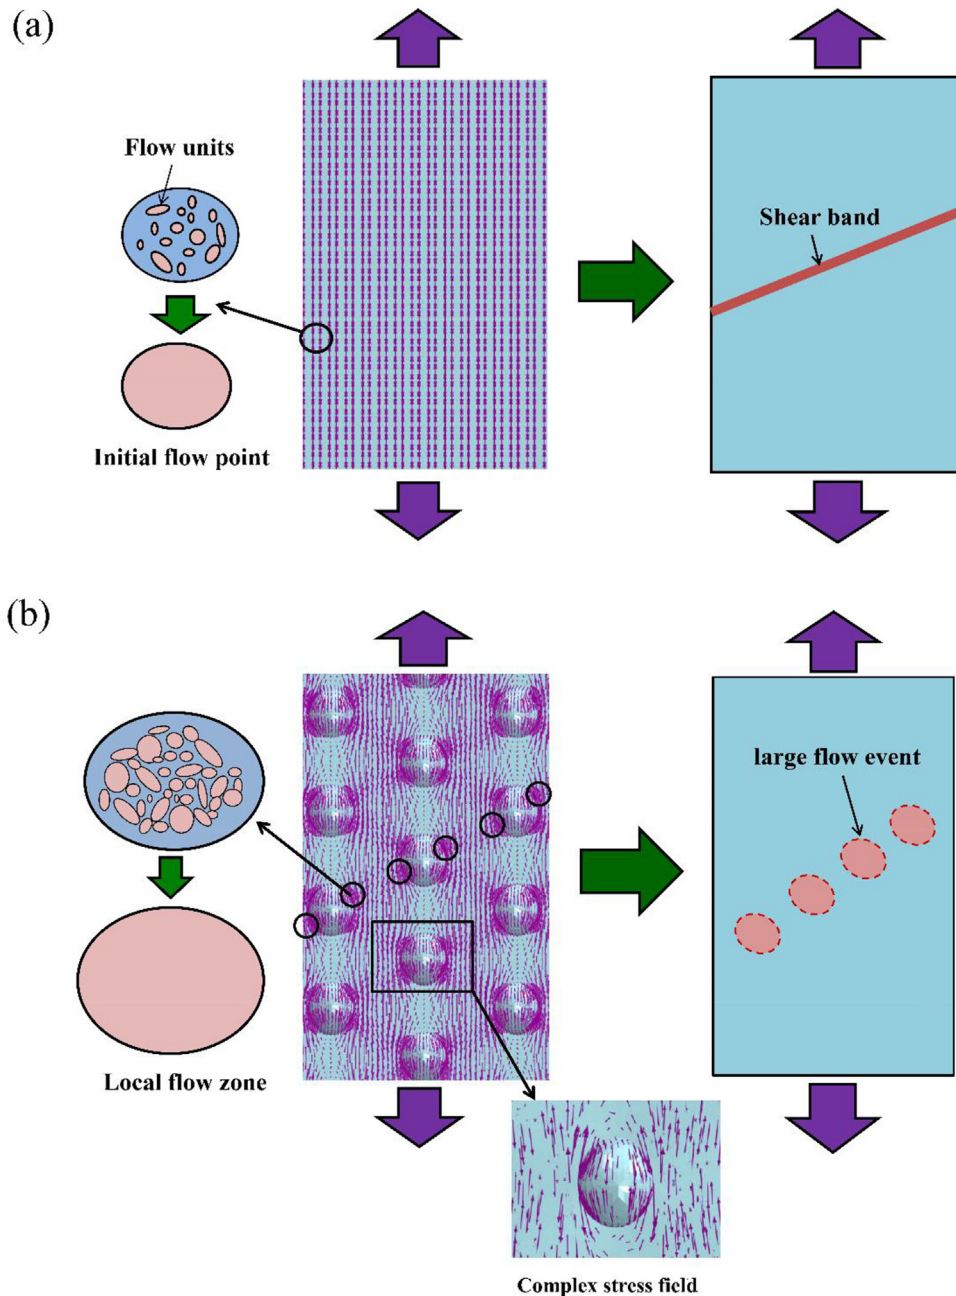 (a)
Flow units
Shear band
Initial flow point
(b)
large flow event
Local flow zone
Complex stress field